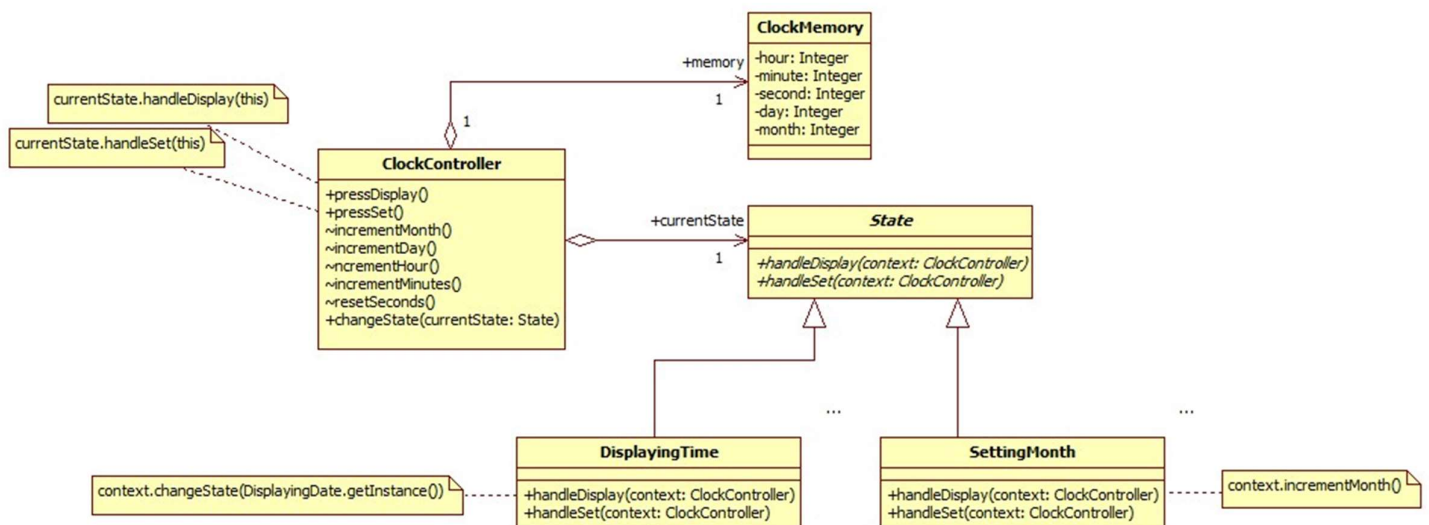 ClockMemory
-hour: Integer
-minute: Integer
-second: Integer
-day: Integer
-month: Integer
+memory
1
1
currentState.handleDisplay(this)
currentState.handleSet(this)
ClockController
+pressDisplay()
+pressSet()
~incrementMonth()
~incrementDay()
~ncrementHour()
~incrementMinutes()
~resetSeconds()
+changeState(currentState: State)
+currentState
1
State
+handleDisplay(context: ClockController)
+handleSet(context: ClockController)
...
...
DisplayingTime
+handleDisplay(context: ClockController)
+handleSet(context: ClockController)
context.changeState(DisplayingDate.getInstance())
SettingMonth
+handleDisplay(context: ClockController)
+handleSet(context: ClockController)
context.incrementMonth()